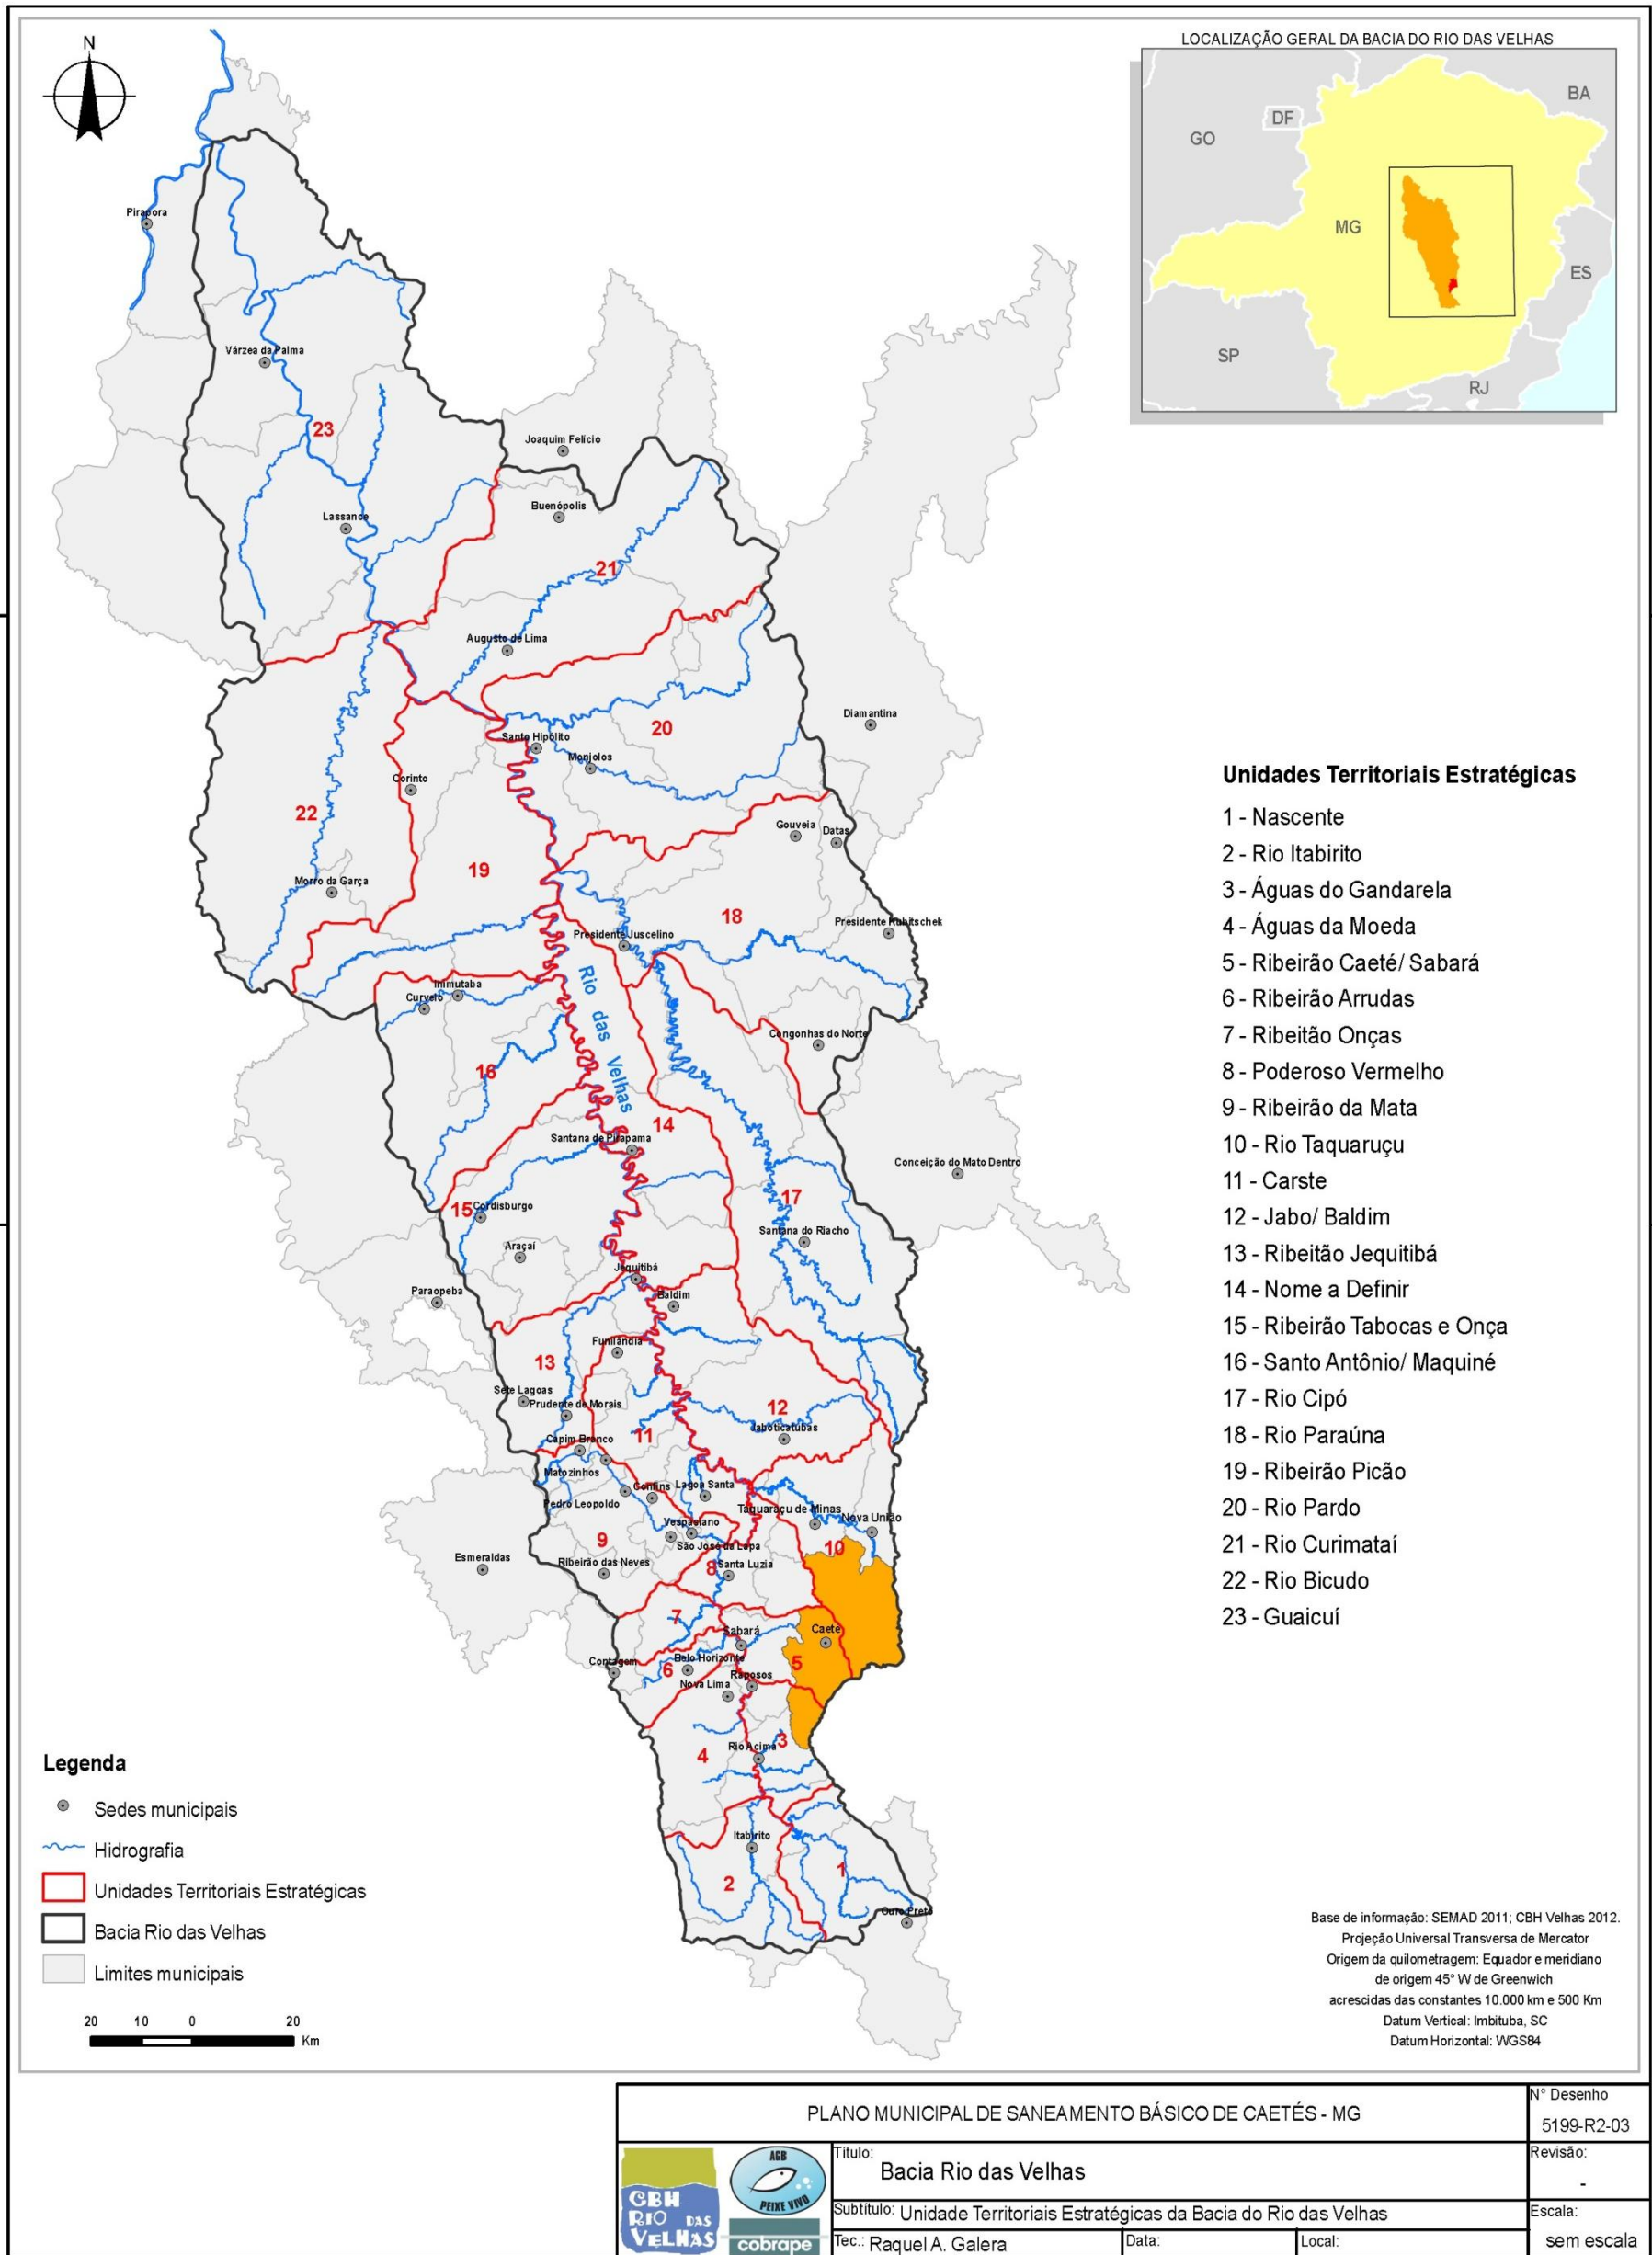 N
LOCALIZAÇÃO GERAL DA BACIA DO RIO DAS VELHAS
BA
DF
GO
MG
ES
SP
RJ
Pirapora
Várzea da Palma
23
Joaquim Felício
Buenópolis
Lassance
21
Augusto de Lima
20
Diamantina
Santo Hipólito
Monjolos
Corinto
22
Gouveia
Datas
19
Morro da Garça
18
Presidente Kubitschek
Presidente Juscelino
Rio das Velhas
Inimutaba
Curvelo
Congonhas do Norte
16
14
Santana de Pirapama
Conceição do Mato Dentro
17
15
Cordisburgo
Santana do Riacho
Araçaí
Jequitibá
Paraopeba
Baldim
Funilândia
13
Sete Lagoas
Prudente de Morais
12
Jaboticatubas
11
Capim Branco
Matozinhos
Confins
Lagoa Santa
Pedro Leopoldo
Taquaraçu de Minas
Nova União
Vespasiano
9
São José da Lapa
10
Esmeraldas
Ribeirão das Neves
8
Santa Luzia
7
Sabará
Caeté
Contagem
6
Belo Horizonte
5
Raposos
Nova Lima
3
Rio Acima
4
Itabirito
1
2
Ouro Preto
Unidades Territoriais Estratégicas
1 - Nascente
2 - Rio Itabirito
3 - Águas do Gandarela
4 - Águas da Moeda
5 - Ribeirão Caeté/ Sabará
6 - Ribeirão Arrudas
7 - Ribeitão Onças
8 - Poderoso Vermelho
9 - Ribeirão da Mata
10 - Rio Taquaruçu
11 - Carste
12 - Jabo/ Baldim
13 - Ribeitão Jequitibá
14 - Nome a Definir
15 - Ribeirão Tabocas e Onça
16 - Santo Antônio/ Maquiné
17 - Rio Cipó
18 - Rio Paraúna
19 - Ribeirão Picão
20 - Rio Pardo
21 - Rio Curimataí
22 - Rio Bicudo
23 - Guaicuí
Legenda
Sedes municipais
Hidrografia
Unidades Territoriais Estratégicas
Bacia Rio das Velhas
Limites municipais
20 10 0 20
Km
Base de informação: SEMAD 2011; CBH Velhas 2012.
Projeção Universal Transversa de Mercator
Origem da quilometragem: Equador e meridiano
de origem 45° W de Greenwich
acrescidas das constantes 10.000 km e 500 Km
Datum Vertical: Imbituba, SC
Datum Horizontal: WGS84
PLANO MUNICIPAL DE SANEAMENTO BÁSICO DE CAETÉS - MG
N° Desenho
5199-R2-03
CBH
RIO DAS
VELHAS
AGB
PEIXE VIVO
cobrape
Título:
Bacia Rio das Velhas
Revisão:
-
Subtítulo: Unidade Territoriais Estratégicas da Bacia do Rio das Velhas
Escala:
sem escala
Tec.: Raquel A. Galera
Data:
Local: